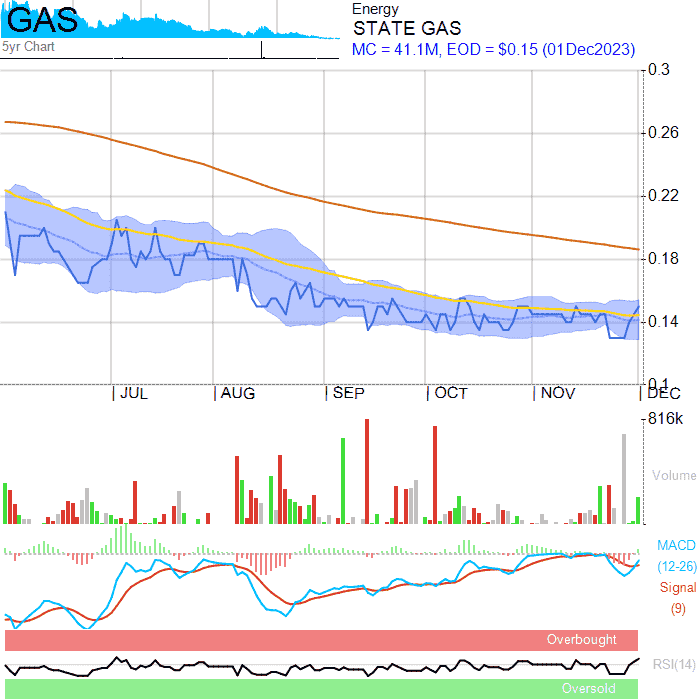 GAS
5yr Chart
Energy
STATE GAS
MC = 41.1M, EOD = $0.15 (01Dec2023)
0.3
0.26
0.22
0.18
0.14
0.1
JUL AUG SEP OCT NOV DEC
816k
Volume
MACD
(12-26)
Signal
(9)
Overbought
RSI(14)
Oversold